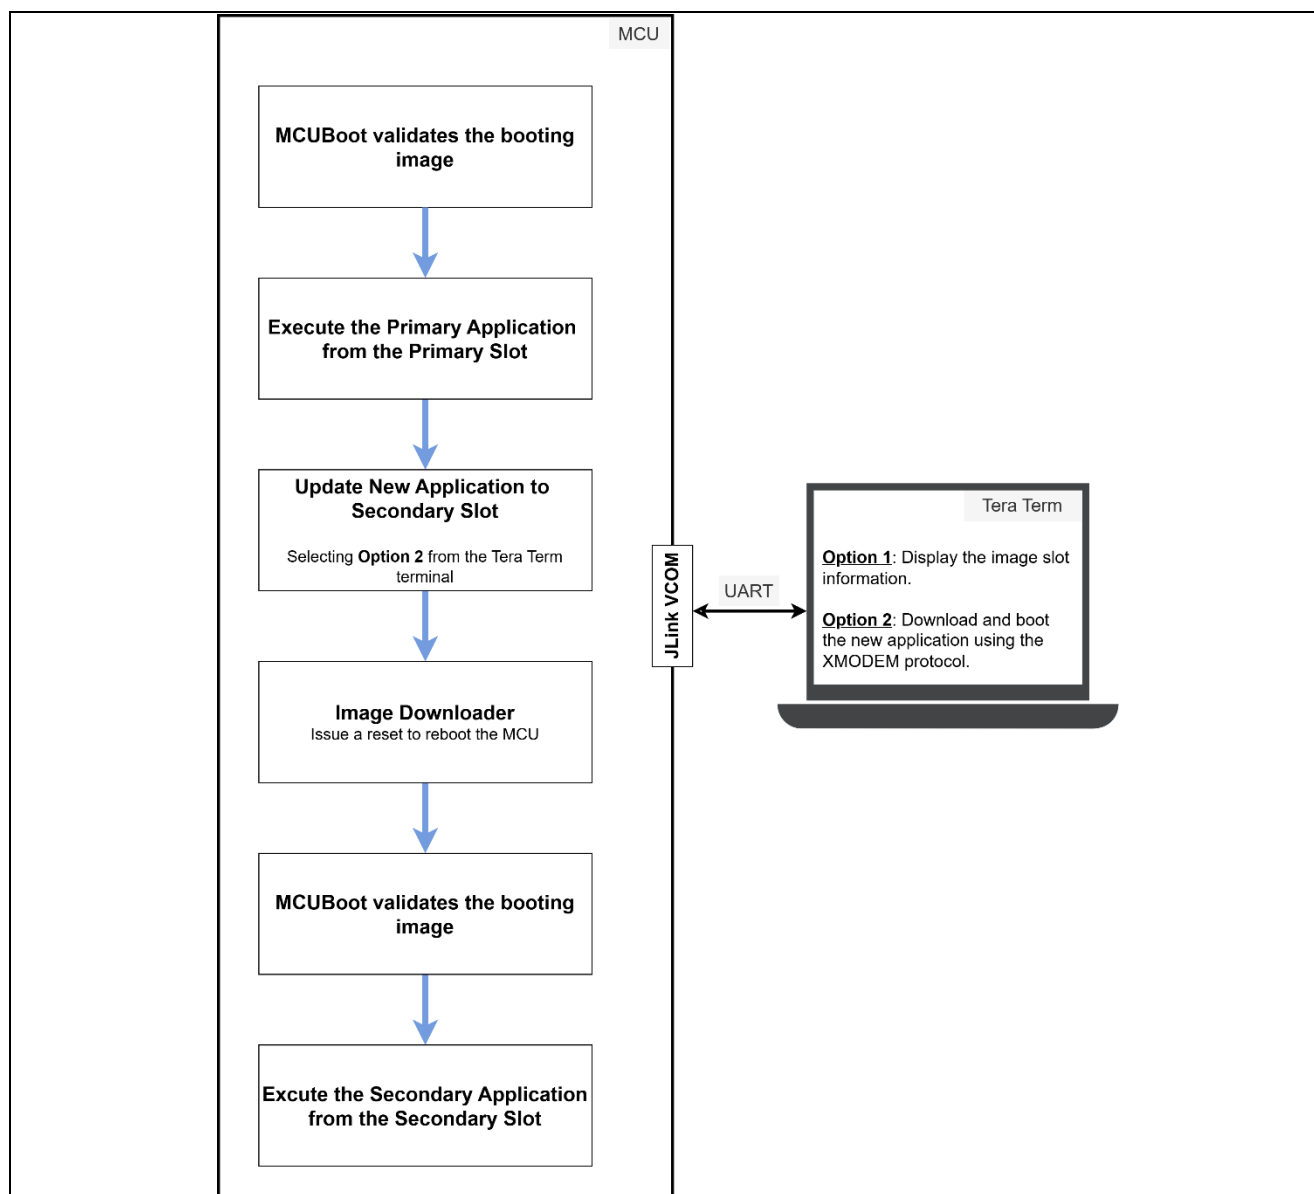 MCU
MCUBoot validates the booting
image
Execute the Primary Application
from the Primary Slot
Update New Application to
Secondary Slot
Selecting Option 2 from the Tera Term
terminal
Image Downloader
Issue a reset to reboot the MCU
MCUBoot validates the booting
image
Excute the Secondary Application
from the Secondary Slot
JLink VCOM
UART
Tera Term
Option 1: Display the image slot
information.
Option 2: Download and boot
the new application using the
XMODEM protocol.